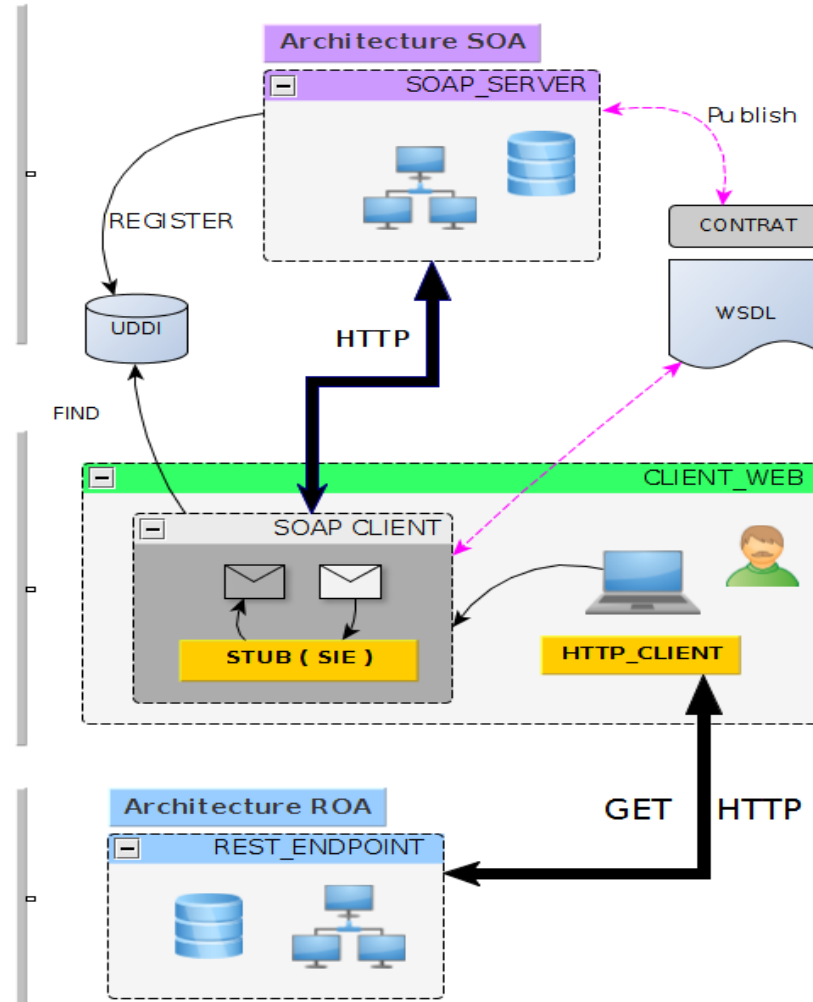 Architecture SOA
SOAP_SERVER
Publish
REGISTER
CONTRAT
UDDI
WSDL
HTTP
FIND
CLIENT_WEB
SOAP CLIENT
STUB ( SIE )
HTTP_CLIENT
Architecture ROA
GET
HTTP
REST_ENDPOINT